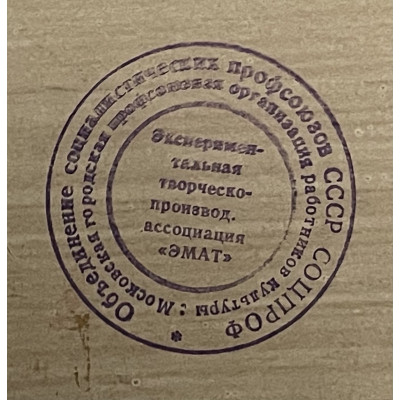 Объединение социалистических профсоюзов СССР СОЦПРОФ *
Московская городская профсоюзная организация работников культуры :
Эксперимен-
тальная
творческо-
производ.
ассоциация
«ЭМАТ»